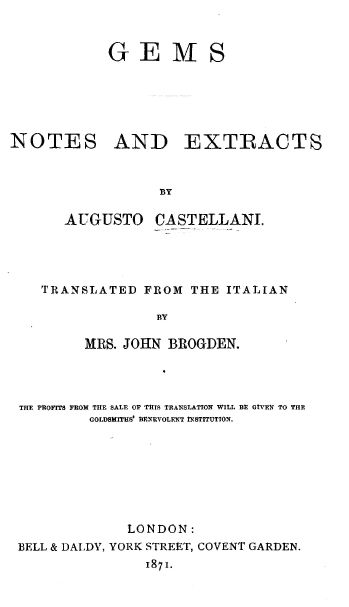 GEMS
NOTES AND EXTRACTS
BY
AUGUSTO CASTELLANI.
TRANSLATED FROM THE ITALIAN
BY
MRS. JOHN BROGDEN.
THE PROFITS FROM THE SALE OF THIS TRANSLATION WILL BE GIVEN TO THE
GOLDSMITHS' BENEVOLENT INSTITUTION.
LONDON:
BELL & DALDY, YORK STREET, COVENT GARDEN.
1871.